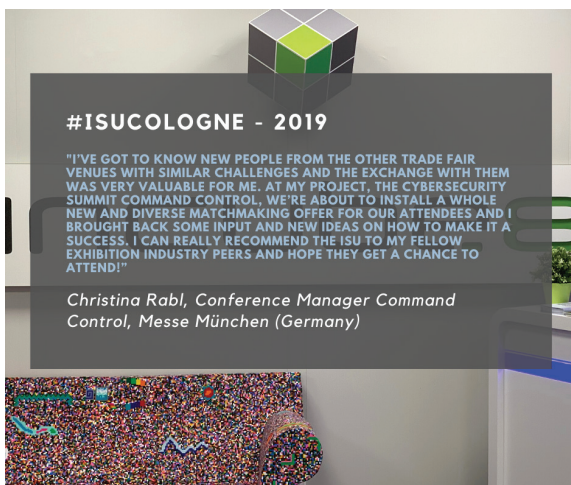 #ISUCOLOGNE - 2019
"I'VE GOT TO KNOW NEW PEOPLE FROM THE OTHER TRADE FAIR
VENUES WITH SIMILAR CHALLENGES AND THE EXCHANGE WITH THEM
WAS VERY VALUABLE FOR ME. AT MY PROJECT, THE CYBERSECURITY
SUMMIT COMMAND CONTROL, WE'RE ABOUT TO INSTALL A WHOLE
NEW AND DIVERSE MATCHMAKING OFFER FOR OUR ATTENDEES AND I
BROUGHT BACK SOME INPUT AND NEW IDEAS ON HOW TO MAKE IT A
SUCCESS. I CAN REALLY RECOMMEND THE ISU TO MY FELLOW
EXHIBITION INDUSTRY PEERS AND HOPE THEY GET A CHANCE TO
ATTEND!"
Christina Rabl, Conference Manager Command
Control, Messe München (Germany)